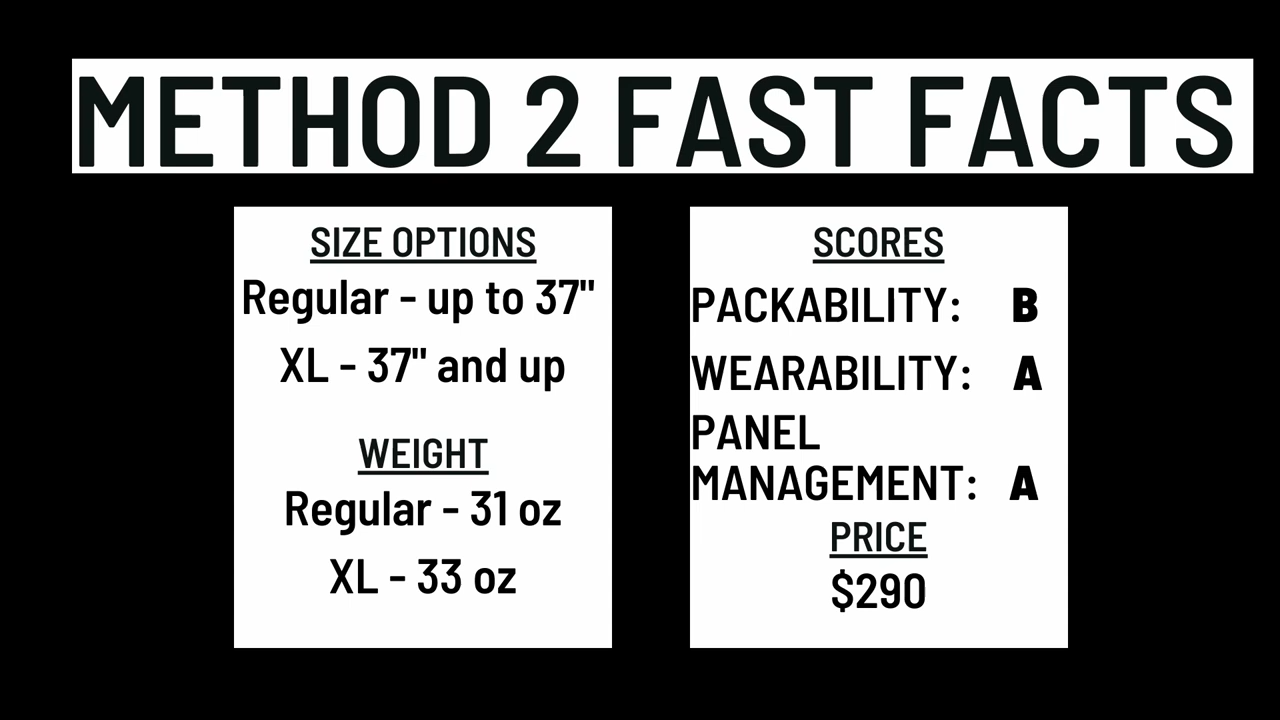 METHOD 2 FAST FACTS
SIZE OPTIONS
Regular - up to 37"
XL - 37" and up
WEIGHT
Regular - 31 oz
XL - 33 oz
SCORES
PACKABILITY: B
WEARABILITY: A
PANEL
MANAGEMENT: A
PRICE
$290